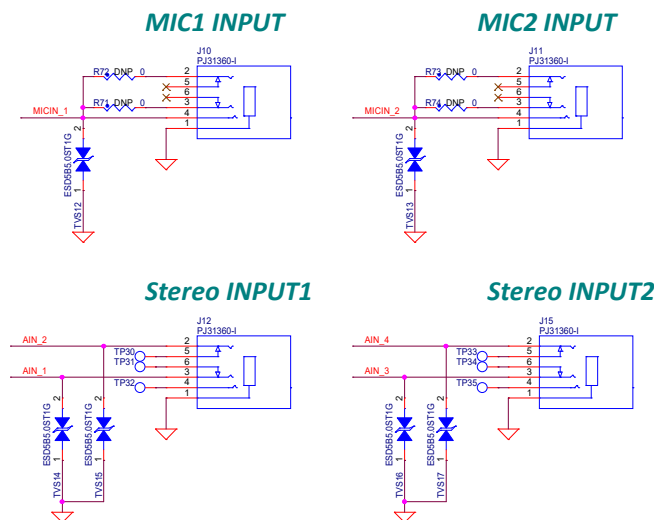 MIC1 INPUT
MIC2 INPUT
J10
PJ31360-I
J11
PJ31360-I
R72 DNP 0
2
5
6
R71 DNP 0
3
MICIN_1
4
1
R73 DNP 0
2
5
6
R74 DNP 0
3
MICIN_2
4
1
2
ESD5B5.0ST1G
1
TVS12
2
ESD5B5.0ST1G
1
TVS13
Stereo INPUT1
Stereo INPUT2
J12
PJ31360-I
J15
PJ31360-I
AIN_2
2
TP30
5
TP31
6
AIN_1
3
TP32
4
1
AIN_4
2
TP33
5
TP34
6
AIN_3
3
TP35
4
1
2
ESD5B5.0ST1G
1
TVS14
2
ESD5B5.0ST1G
1
TVS15
2
ESD5B5.0ST1G
1
TVS16
2
ESD5B5.0ST1G
1
TVS17